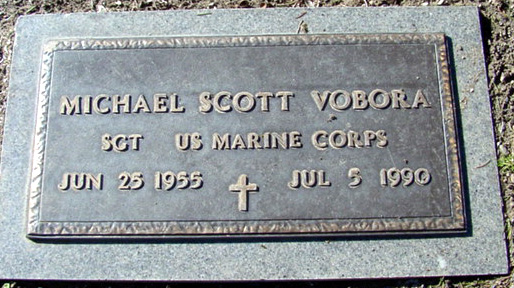 MICHAEL SCOTT VOBORA
SGT US MARINE CORPS
JUN 25 1955 JUL 5 1990